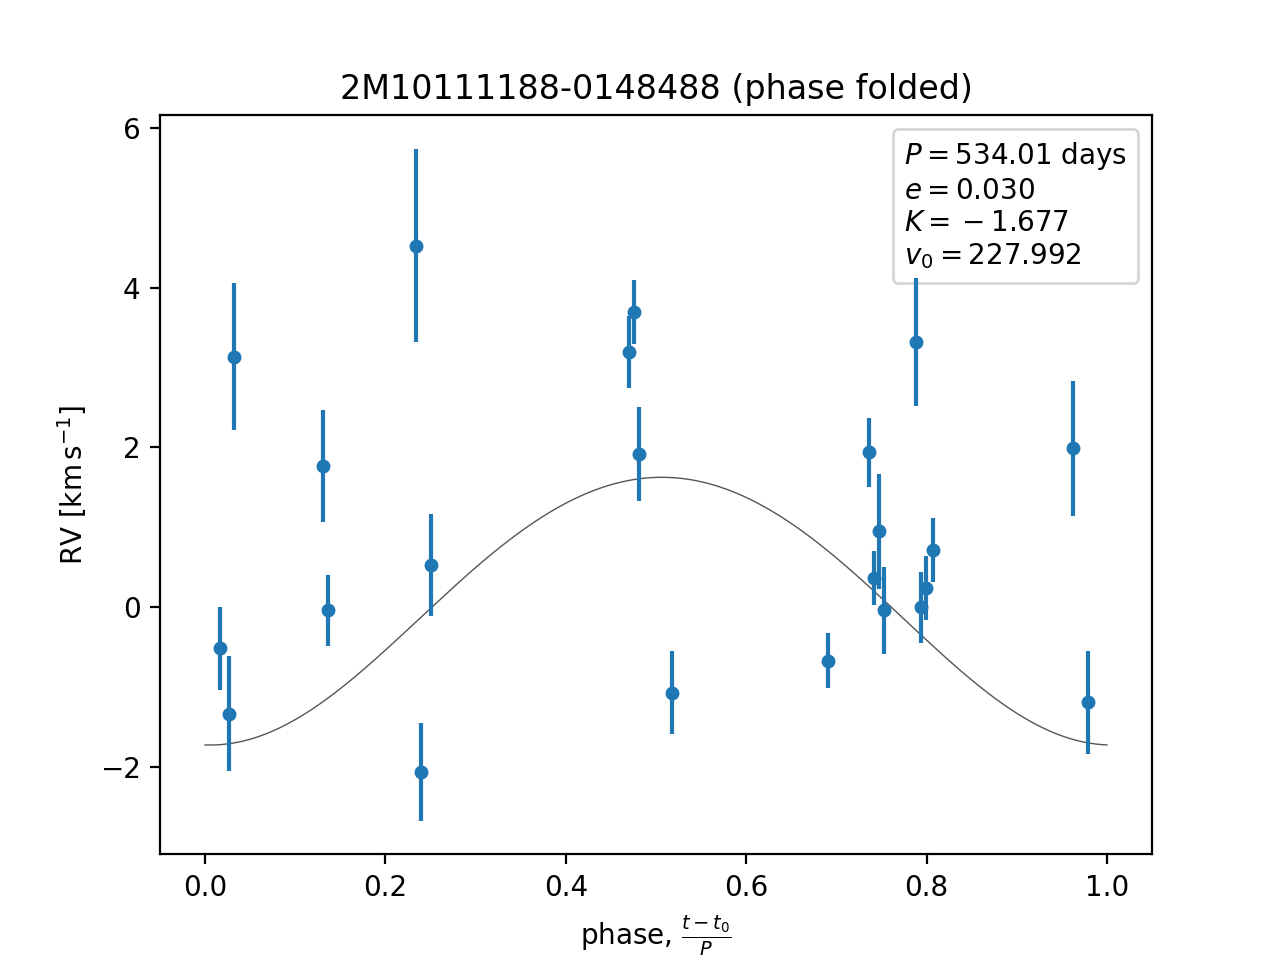 2M10111188-0148488 (phase folded)
P = 534.01 days
e = 0.030
K = −1.677
v₀ = 227.992
6
4
2
0
−2
RV [km s⁻¹]
0.0 0.2 0.4 0.6 0.8 1.0
phase, (t − t₀)/P